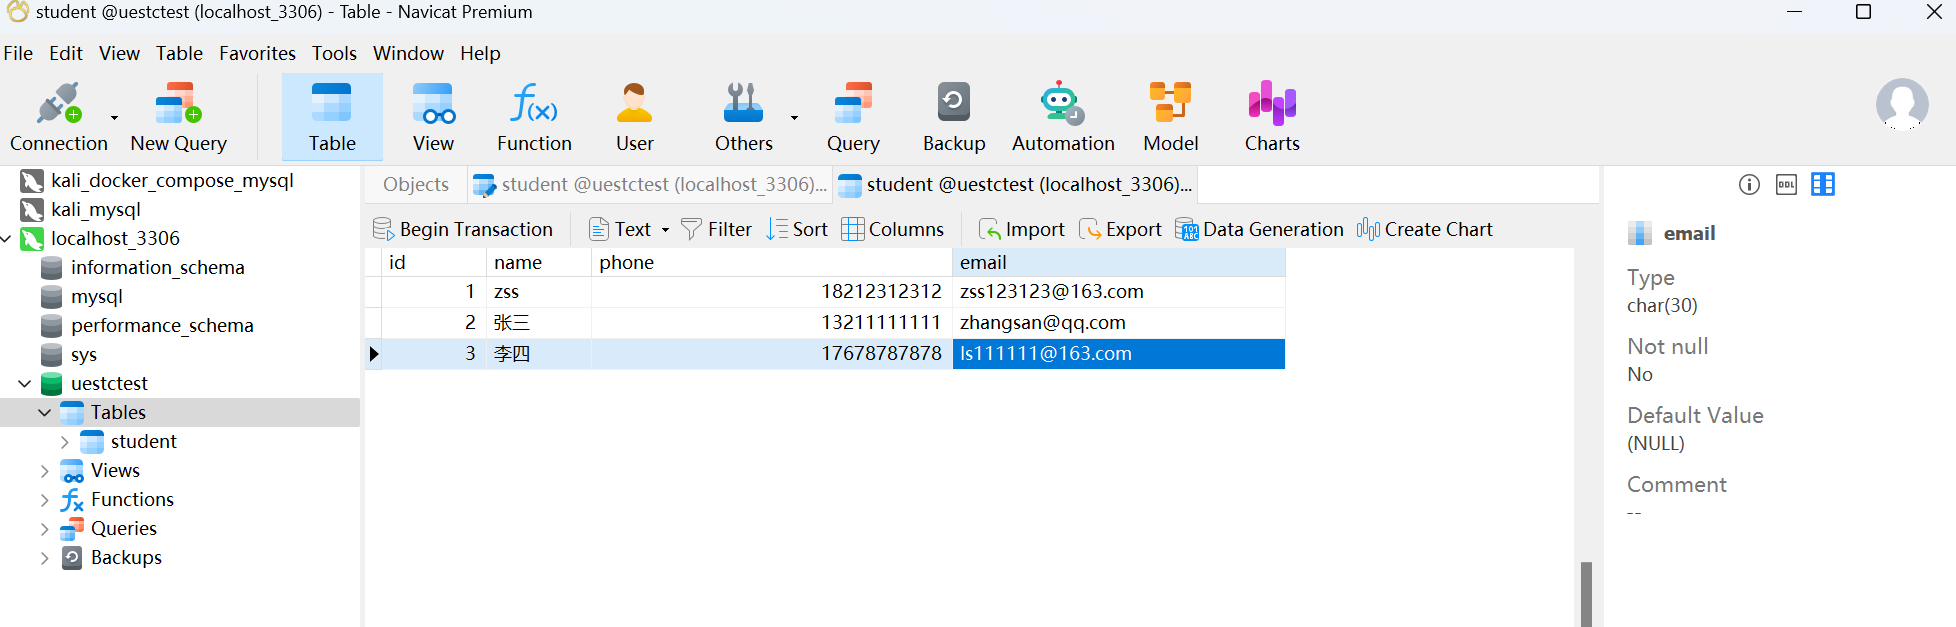 student @uestctest (localhost_3306) - Table - Navicat Premium
File Edit View Table Favorites Tools Window Help
Connection New Query Table View Function User Others Query Backup Automation Model Charts
kali_docker_compose_mysql
kali_mysql
localhost_3306
information_schema
mysql
performance_schema
sys
uestctest
Tables
student
Views
Functions
Queries
Backups
Objects student @uestctest (localhost_3306)... student @uestctest (localhost_3306)...
Begin Transaction Text Filter Sort Columns Import Export Data Generation Create Chart
id name phone email
1 zss 18212312312 zss123123@163.com
2 张三 13211111111 zhangsan@qq.com
3 李四 17678787878 ls111111@163.com
DDL
email
Type
char(30)
Not null
No
Default Value
(NULL)
Comment
--